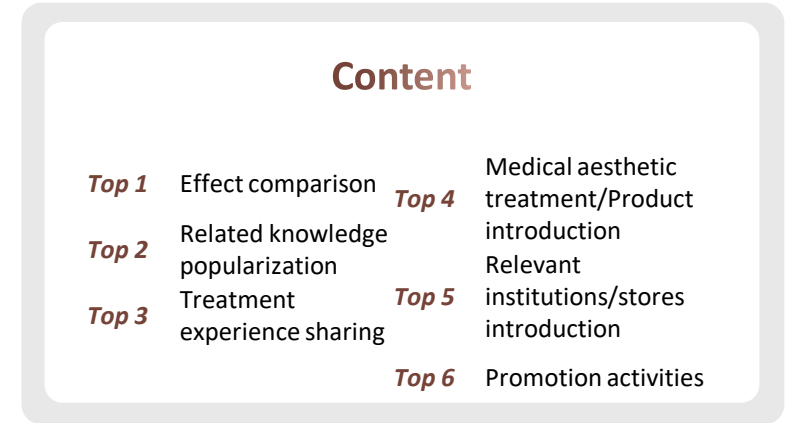 Content
Top 1 Effect comparison
Top 2 Related knowledge
popularization
Top 3 Treatment
experience sharing
Top 4 Medical aesthetic
treatment/Product
introduction
Top 5 Relevant
institutions/stores
introduction
Top 6 Promotion activities